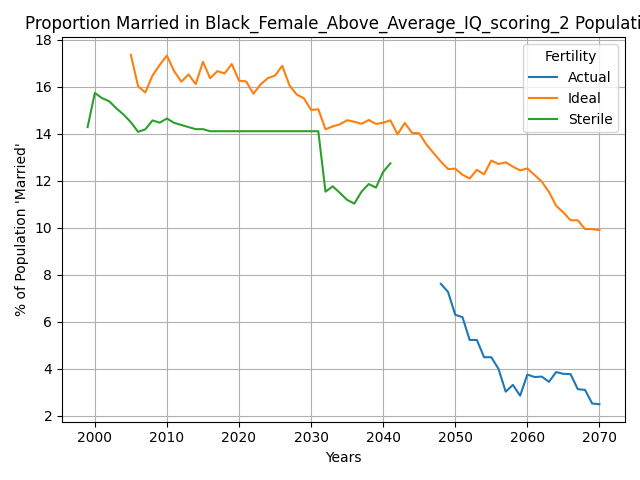 Proportion Married in Black_Female_Above_Average_IQ_scoring_2 Populati
18
16
14
12
10
8
6
4
2
% of Population 'Married'
Fertility
Actual
Ideal
Sterile
2000 2010 2020 2030 2040 2050 2060 2070
Years